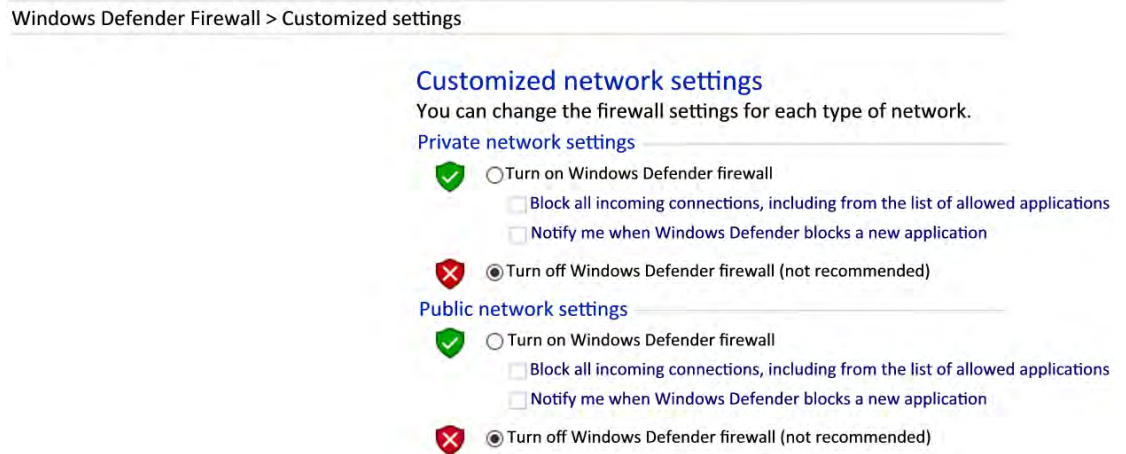 Windows Defender Firewall > Customized settings
Customized network settings
You can change the firewall settings for each type of network.
Private network settings
Turn on Windows Defender firewall
Block all incoming connections, including from the list of allowed applications
Notify me when Windows Defender blocks a new application
Turn off Windows Defender firewall (not recommended)
Public network settings
Turn on Windows Defender firewall
Block all incoming connections, including from the list of allowed applications
Notify me when Windows Defender blocks a new application
Turn off Windows Defender firewall (not recommended)